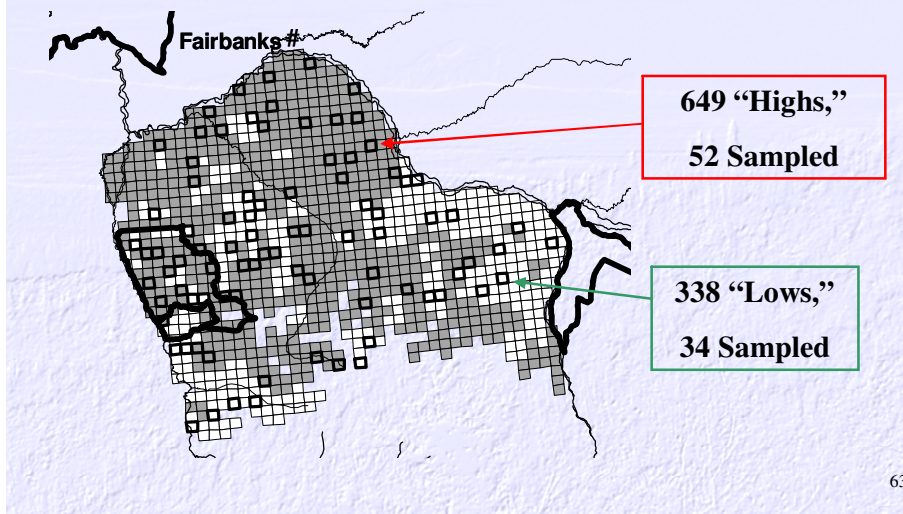 Fairbanks #
649 “Highs,”
52 Sampled
338 “Lows,”
34 Sampled
63